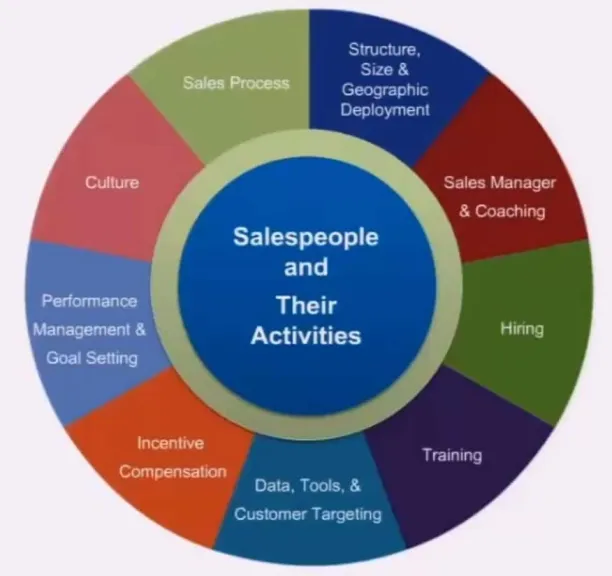 Structure,
Size &
Geographic
Deployment
Sales Manager
& Coaching
Hiring
Training
Data, Tools, &
Customer Targeting
Incentive
Compensation
Performance
Management &
Goal Setting
Culture
Sales Process
Salespeople
and
Their
Activities